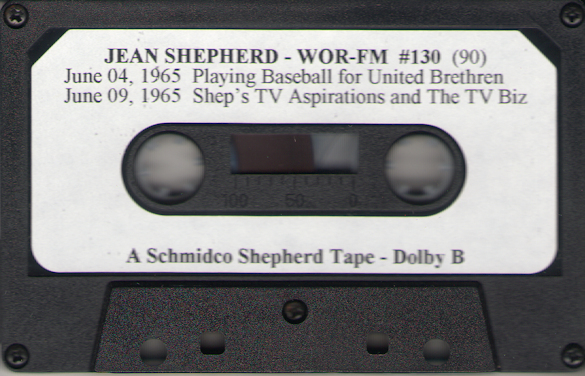 JEAN SHEPHERD - WOR-FM #130 (90)
June 04, 1965 Playing Baseball for United Brethren
June 09, 1965 Shep's TV Aspirations and The TV Biz
100 50 0
A Schmidco Shepherd Tape - Dolby B